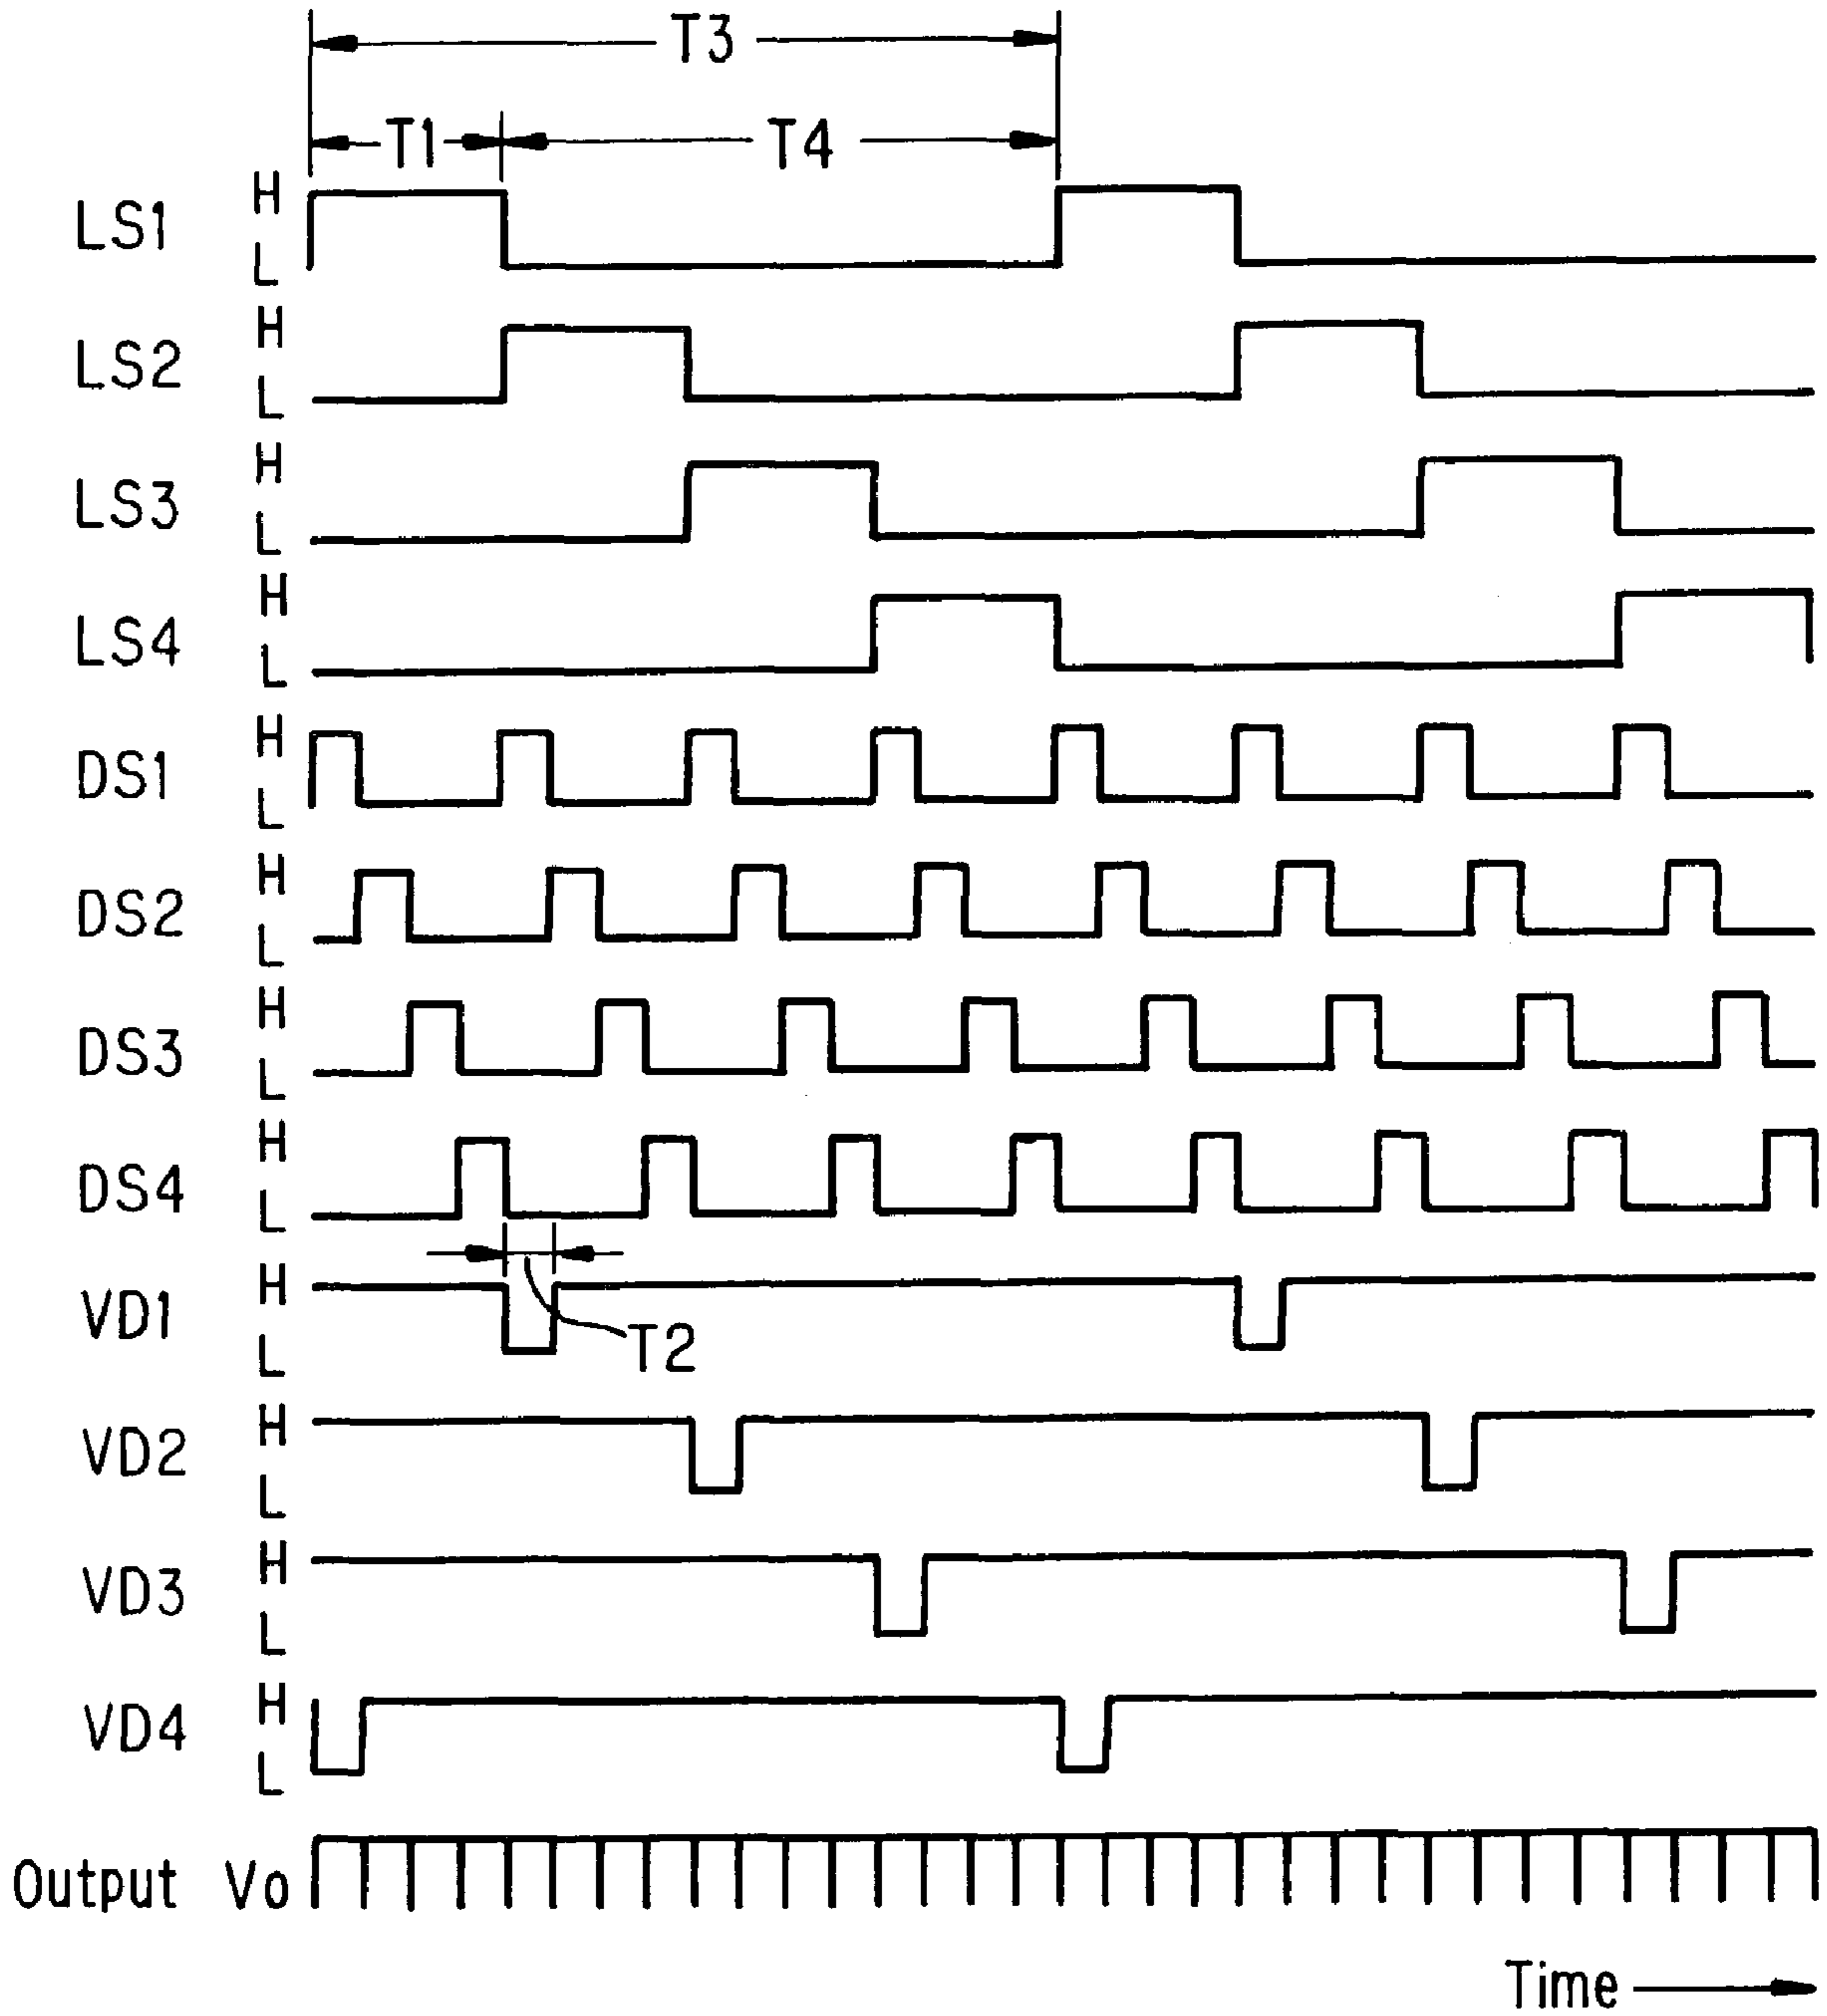 T3
T1 T4
LS1 H L
LS2 H L
LS3 H L
LS4 H L
DS1 H L
DS2 H L
DS3 H L
DS4 H L
VD1 H L
T2
VD2 H L
VD3 H L
VD4 H L
Output Vo
Time